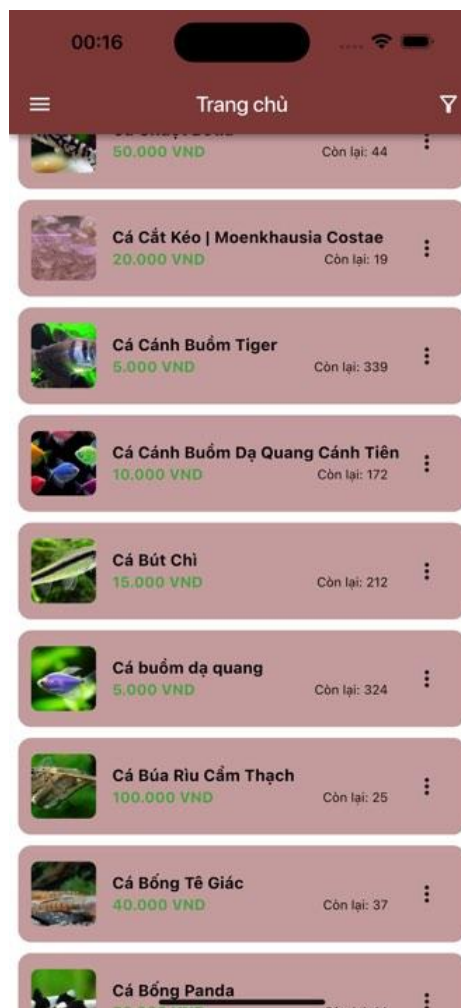 00:16
Trang chủ
50.000 VND
Còn lại: 44
Cá Cắt Kéo | Moenkhausia Costae
20.000 VND
Còn lại: 19
Cá Cánh Buồm Tiger
5.000 VND
Còn lại: 339
Cá Cánh Buồm Dạ Quang Cánh Tiên
10.000 VND
Còn lại: 172
Cá Bút Chì
15.000 VND
Còn lại: 212
Cá buồm dạ quang
5.000 VND
Còn lại: 324
Cá Búa Rìu Cẩm Thạch
100.000 VND
Còn lại: 25
Cá Bống Tê Giác
40.000 VND
Còn lại: 37
Cá Bống Panda